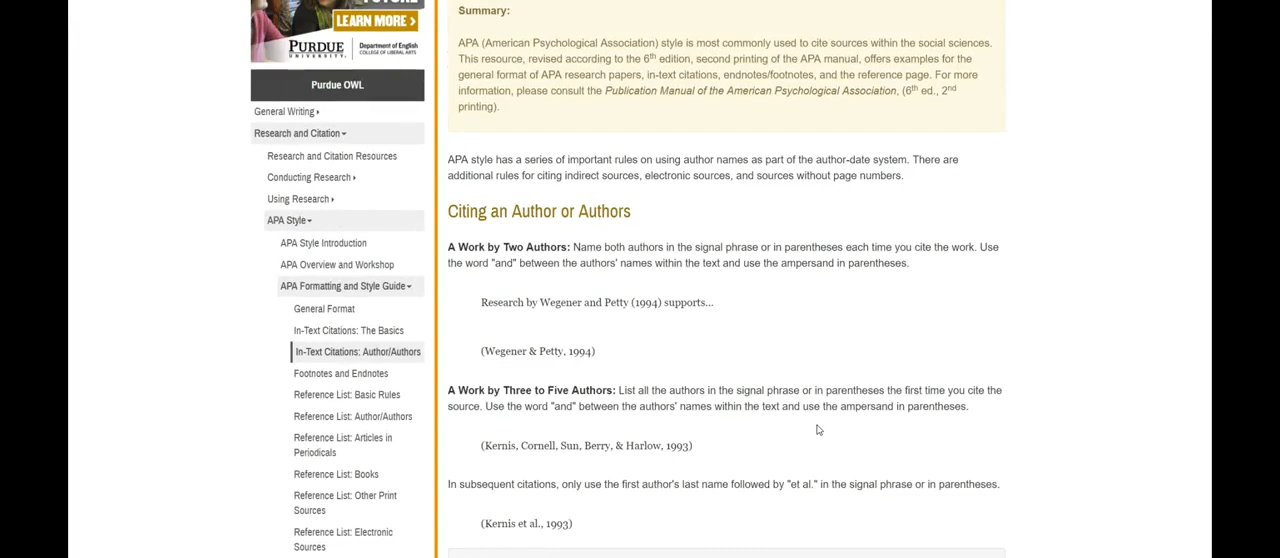 FUTURE
LEARN MORE >
PURDUE UNIVERSITY. Department of English COLLEGE OF LIBERAL ARTS
Purdue OWL
General Writing
Research and Citation
Research and Citation Resources
Conducting Research
Using Research
APA Style
APA Style Introduction
APA Overview and Workshop
APA Formatting and Style Guide
General Format
In-Text Citations: The Basics
In-Text Citations: Author/Authors
Footnotes and Endnotes
Reference List: Basic Rules
Reference List: Author/Authors
Reference List: Articles in
Periodicals
Reference List: Books
Reference List: Other Print
Sources
Reference List: Electronic
Sources
Summary:
APA (American Psychological Association) style is most commonly used to cite sources within the social sciences.
This resource, revised according to the 6th edition, second printing of the APA manual, offers examples for the
general format of APA research papers, in-text citations, endnotes/footnotes, and the reference page. For more
information, please consult the Publication Manual of the American Psychological Association, (6th ed., 2nd
printing).
APA style has a series of important rules on using author names as part of the author-date system. There are
additional rules for citing indirect sources, electronic sources, and sources without page numbers.
Citing an Author or Authors
A Work by Two Authors: Name both authors in the signal phrase or in parentheses each time you cite the work. Use
the word "and" between the authors' names within the text and use the ampersand in parentheses.
Research by Wegener and Petty (1994) supports...
(Wegener & Petty, 1994)
A Work by Three to Five Authors: List all the authors in the signal phrase or in parentheses the first time you cite the
source. Use the word "and" between the authors' names within the text and use the ampersand in parentheses.
(Kernis, Cornell, Sun, Berry, & Harlow, 1993)
In subsequent citations, only use the first author's last name followed by "et al." in the signal phrase or in parentheses.
(Kernis et al., 1993)